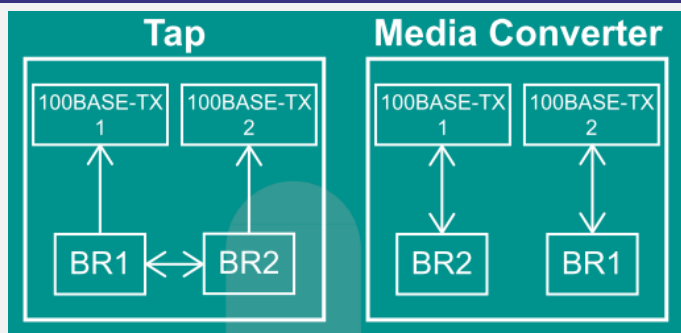 Tap
100BASE-TX
1
100BASE-TX
2
BR1
BR2
Media Converter
100BASE-TX
1
100BASE-TX
2
BR2
BR1